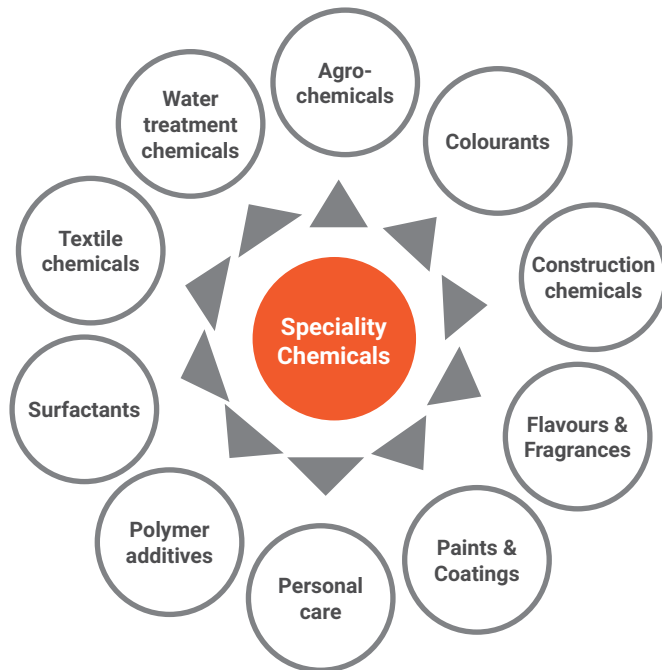 Agro-
chemicals
Colourants
Construction
chemicals
Flavours &
Fragrances
Paints &
Coatings
Personal
care
Polymer
additives
Surfactants
Textile
chemicals
Water
treatment
chemicals
Speciality
Chemicals